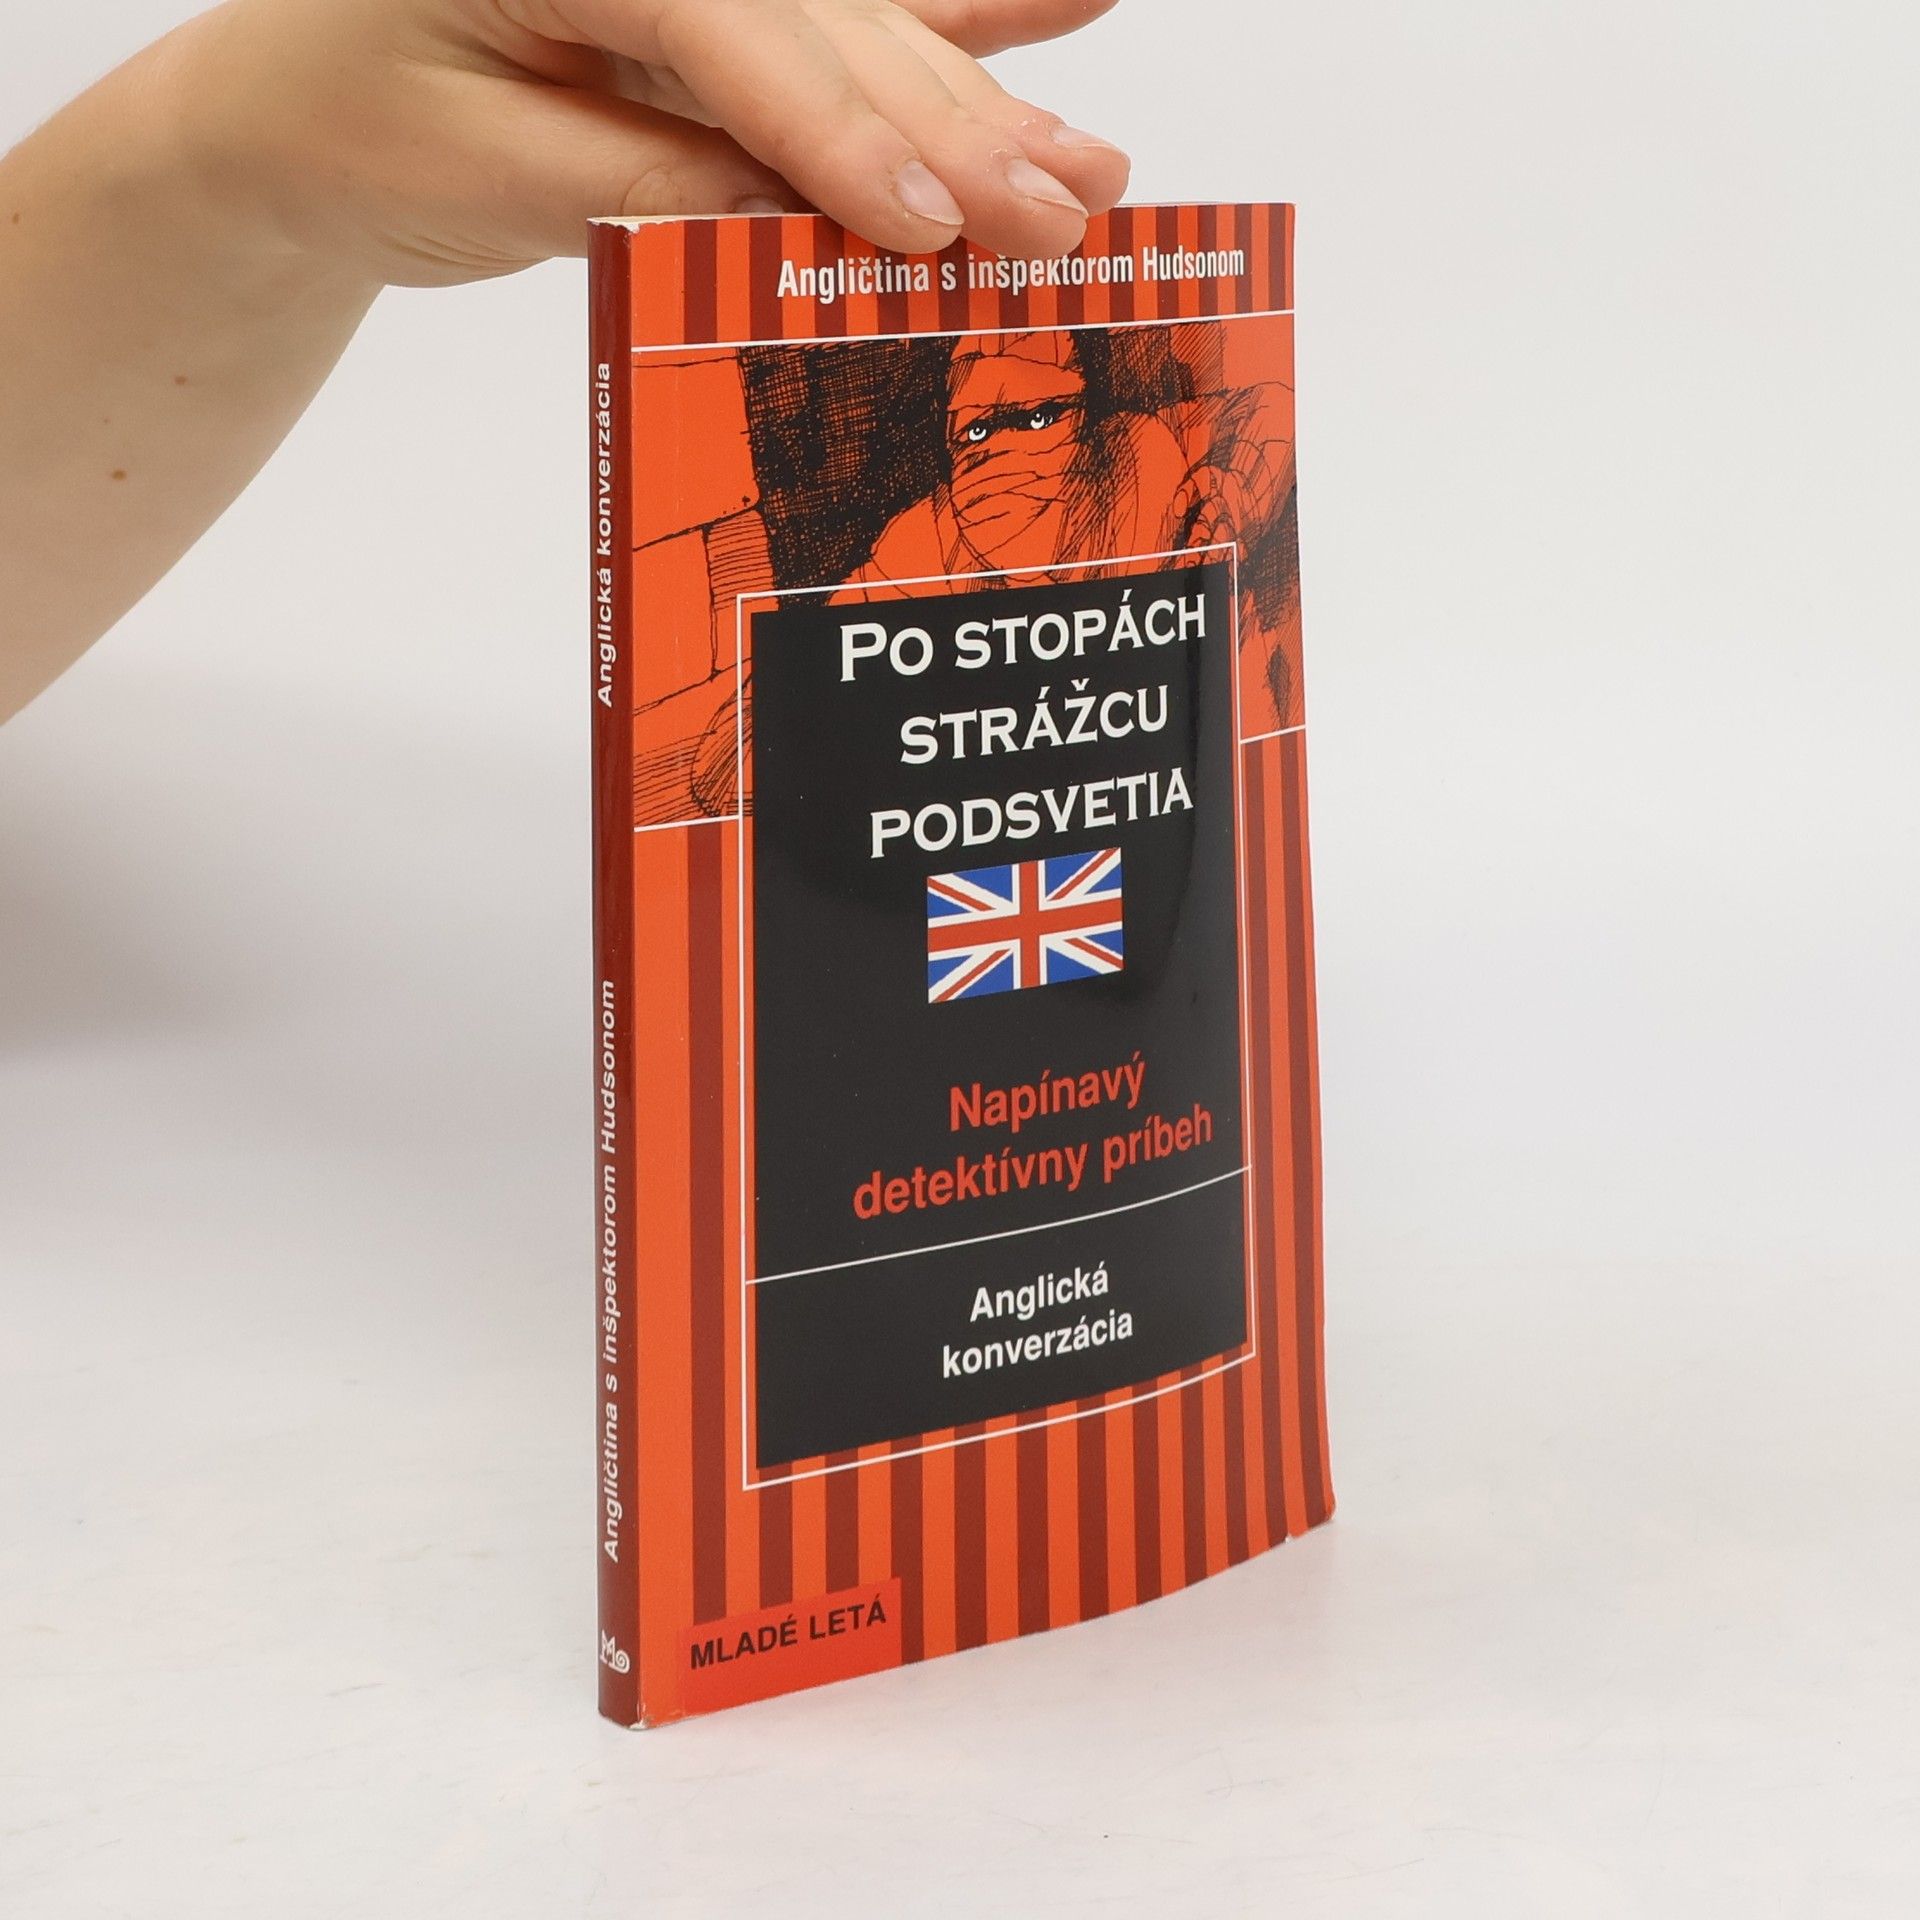 Angličtina s inšpektorom Hudsonom
PO STOPÁCH
STRÁŽCU
PODSVETIA
Napínavý
detektívny príbeh
Anglická
konverzácia
MLADÉ LETÁ
Angličtina s inšpektorom Hudsonom Anglická konverzácia